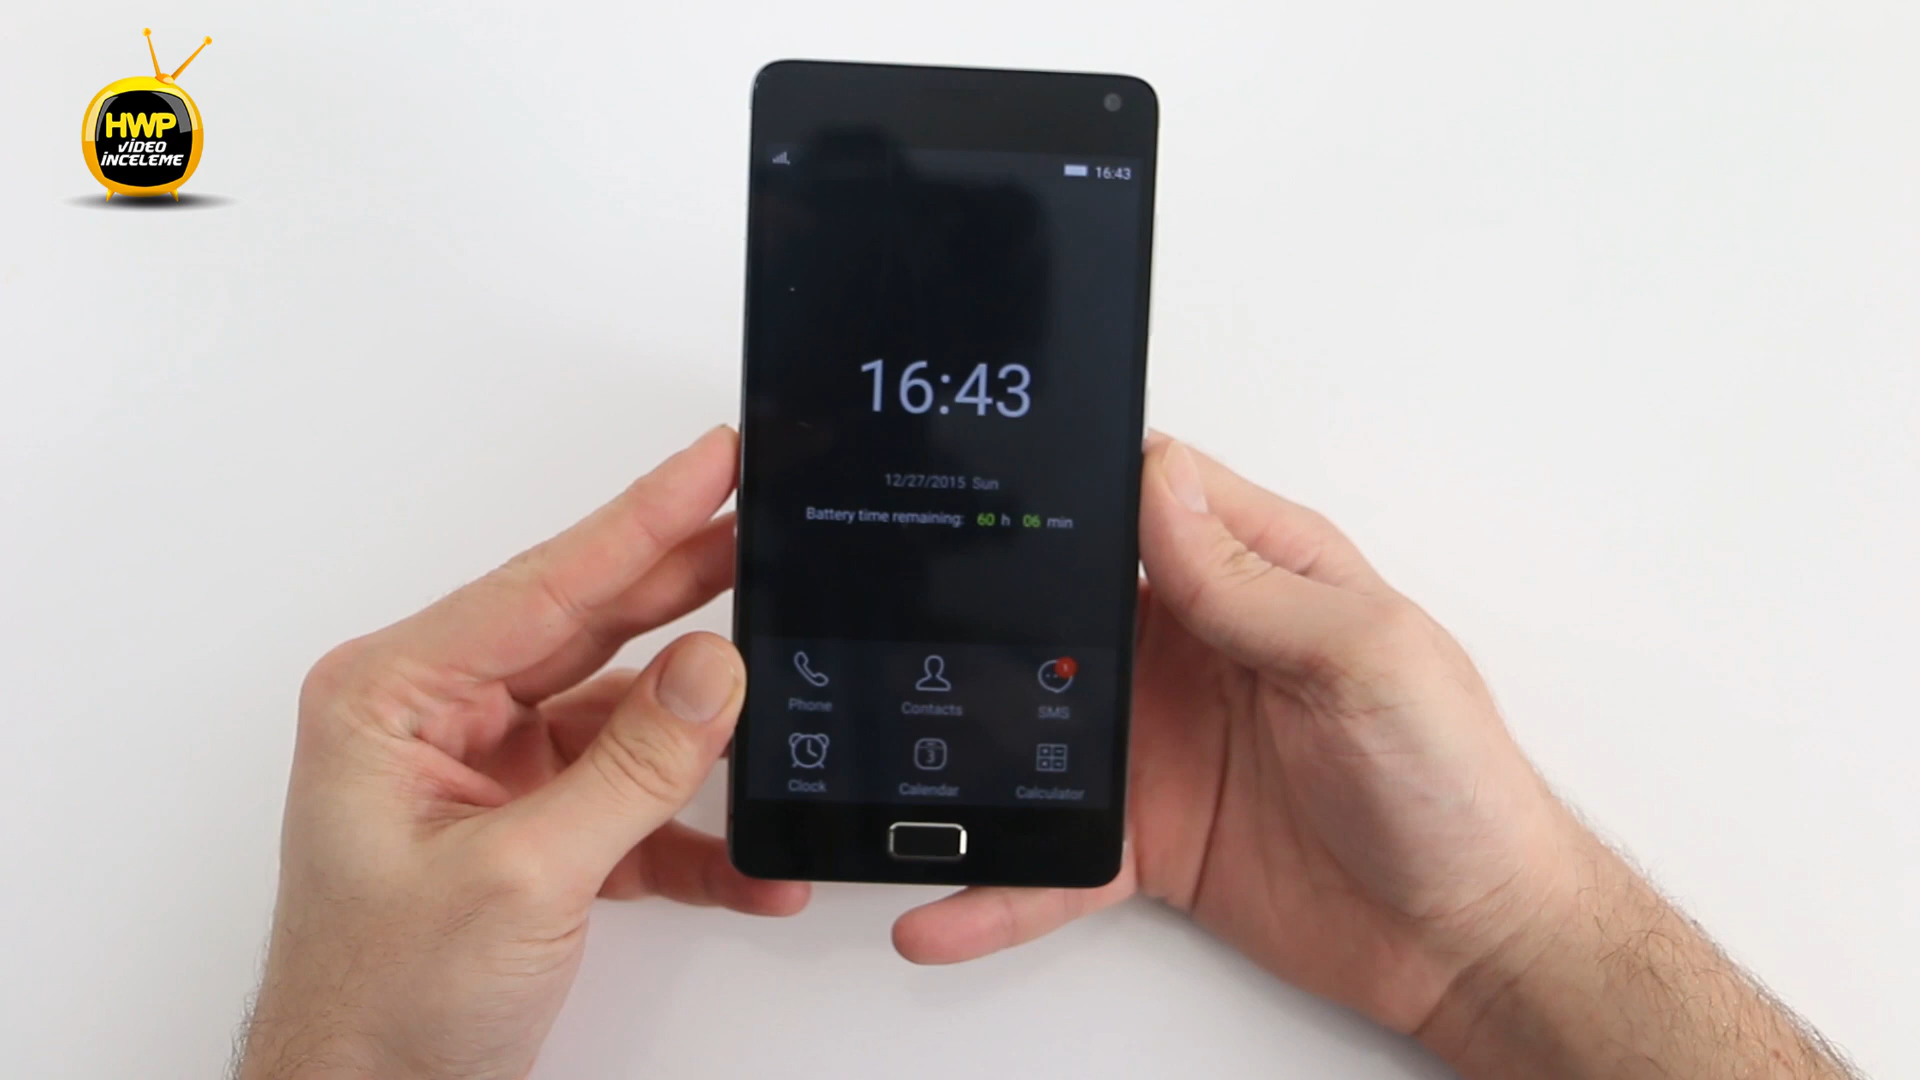 HWP
VİDEO
İNCELEME
16:43
16:43
12/27/2015 Sun
Battery time remaining: 60 h 06 min
Phone
Contacts
SMS
Clock
3
Calendar
Calculator